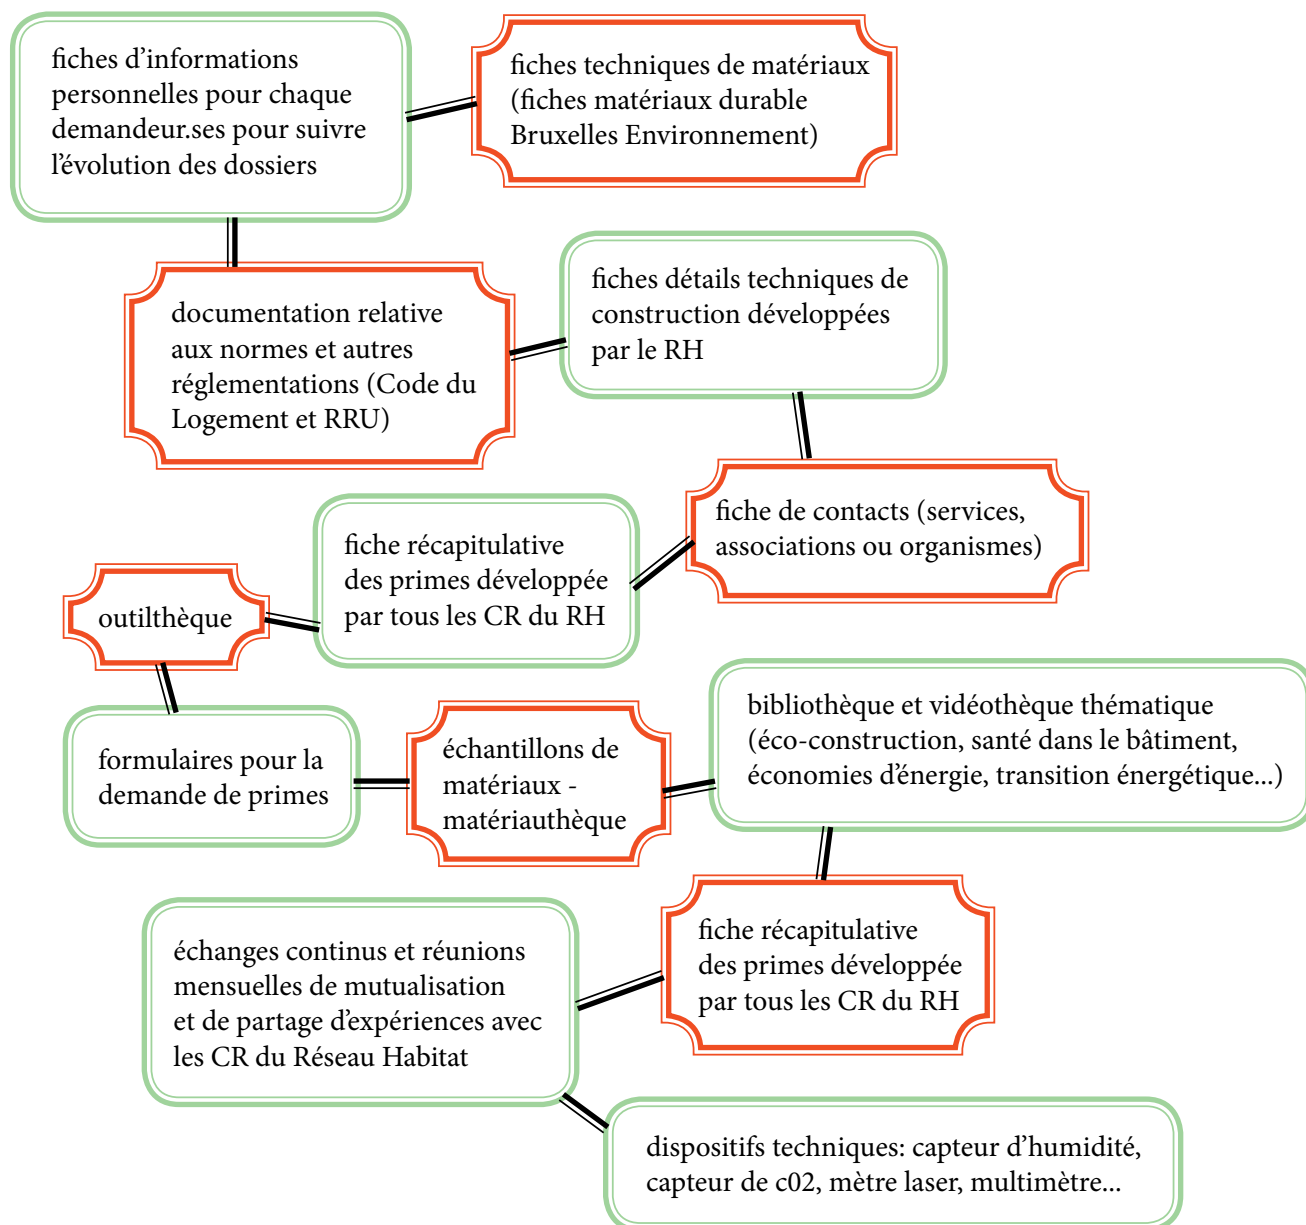 fiches d’informations
personnelles pour chaque
demandeur.ses pour suivre
l’évolution des dossiers
fiches techniques de matériaux
(fiches matériaux durable
Bruxelles Environnement)
documentation relative
aux normes et autres
réglementations (Code du
Logement et RRU)
fiches détails techniques de
construction développées
par le RH
fiche de contacts (services,
associations ou organismes)
fiche récapitulative
des primes développée
par tous les CR du RH
outilthèque
formulaires pour la
demande de primes
échantillons de
matériaux -
matériauthèque
bibliothèque et vidéothèque thématique
(éco-construction, santé dans le bâtiment,
économies d’énergie, transition énergétique...)
fiche récapitulative
des primes développée
par tous les CR du RH
échanges continus et réunions
mensuelles de mutualisation
et de partage d’expériences avec
les CR du Réseau Habitat
dispositifs techniques: capteur d’humidité,
capteur de c02, mètre laser, multimètre...